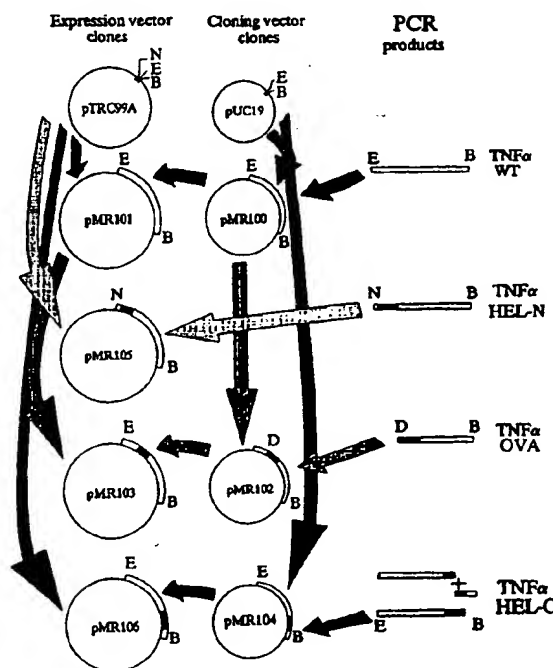 Expression vector clones
Cloning vector clones
PCR products
N
E
B
pTRC99A
E
B
pUC19
E
B
pMR101
E
B
pMR100
E
B
TNFα
WT
N
B
pMR105
N
B
TNFα
HEL-N
E
B
pMR103
D
B
pMR102
D
B
TNFα
OVA
E
B
pMR106
E
B
pMR104
+
E
B
TNFα
HEL-C